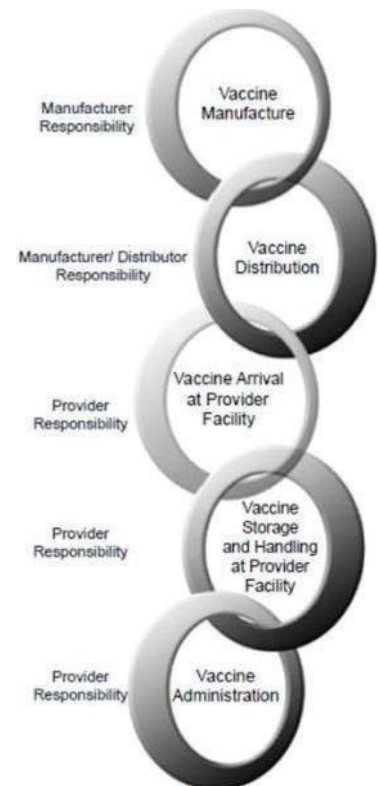 Manufacturer
Responsibility
Vaccine
Manufacture
Manufacturer/ Distributor
Responsibility
Vaccine
Distribution
Provider
Responsibility
Vaccine Arrival
at Provider
Facility
Provider
Responsibility
Vaccine
Storage
and Handling
at Provider
Facility
Provider
Responsibility
Vaccine
Administration